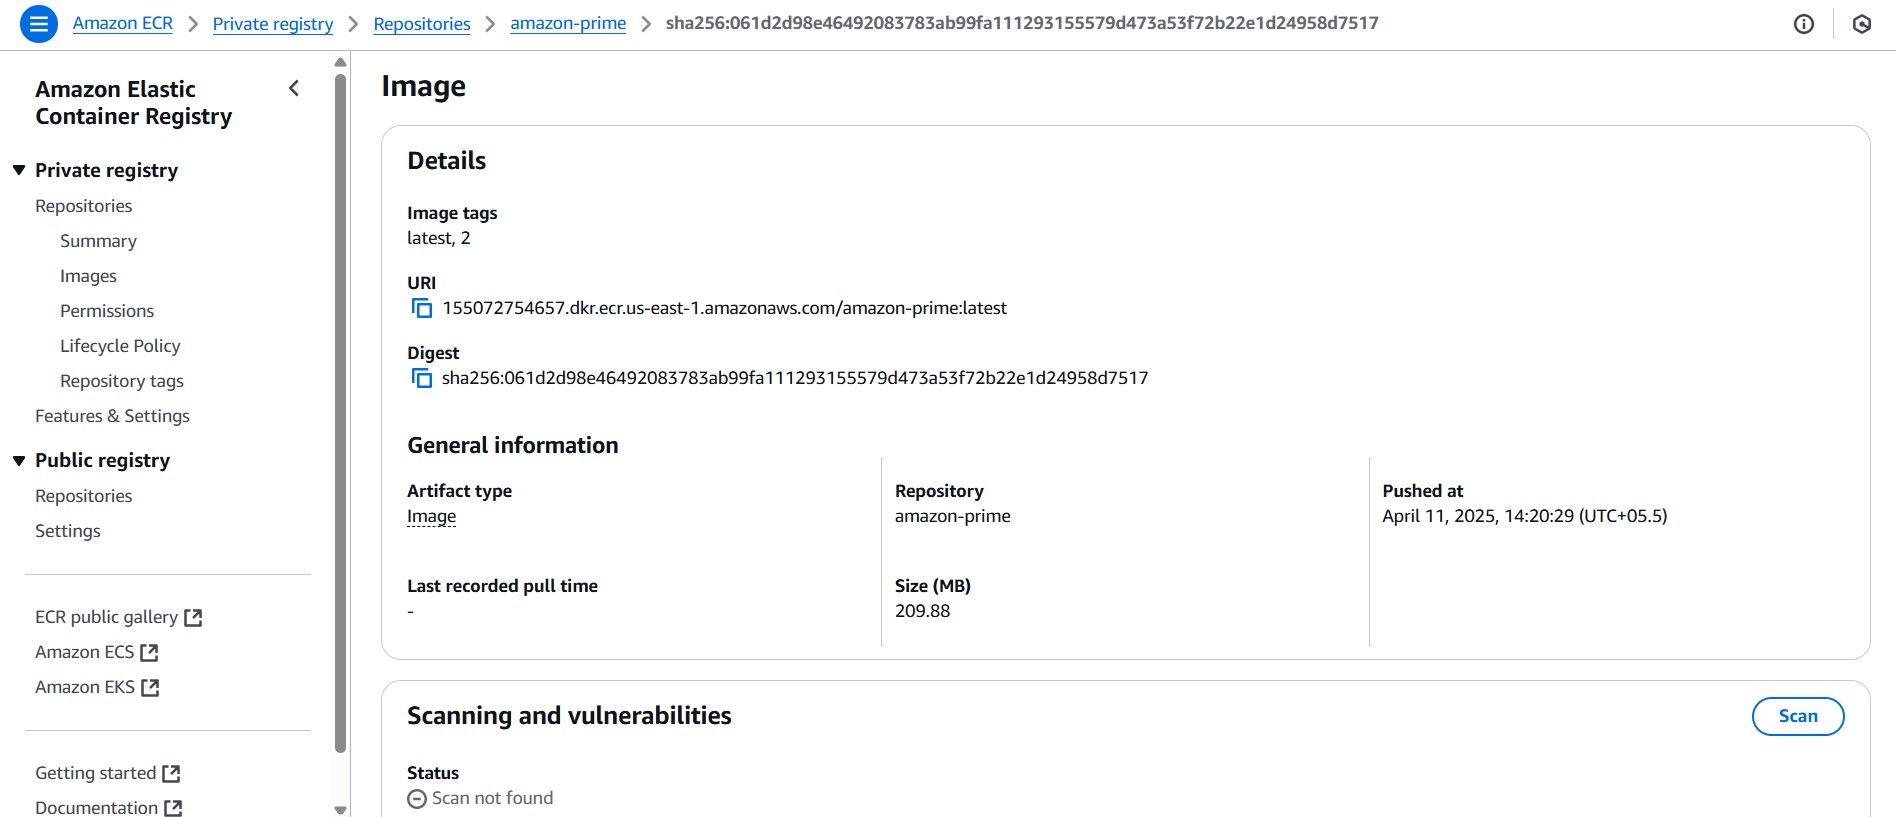 Amazon ECR > Private registry > Repositories > amazon-prime > sha256:061d2d98e46492083783ab99fa111293155579d473a53f72b22e1d24958d7517
Amazon Elastic
Container Registry
Private registry
Repositories
Summary
Images
Permissions
Lifecycle Policy
Repository tags
Features & Settings
Public registry
Repositories
Settings
ECR public gallery
Amazon ECS
Amazon EKS
Getting started
Documentation
Image
Details
Image tags
latest, 2
URI
155072754657.dkr.ecr.us-east-1.amazonaws.com/amazon-prime:latest
Digest
sha256:061d2d98e46492083783ab99fa111293155579d473a53f72b22e1d24958d7517
General information
Artifact type
Image
Repository
amazon-prime
Pushed at
April 11, 2025, 14:20:29 (UTC+05.5)
Last recorded pull time
-
Size (MB)
209.88
Scanning and vulnerabilities
Scan
Status
Scan not found